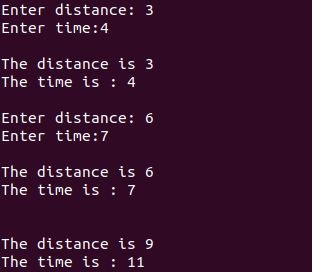 Enter distance: 3
Enter time:4
The distance is 3
The time is : 4
Enter distance: 6
Enter time:7
The distance is 6
The time is : 7
The distance is 9
The time is : 11